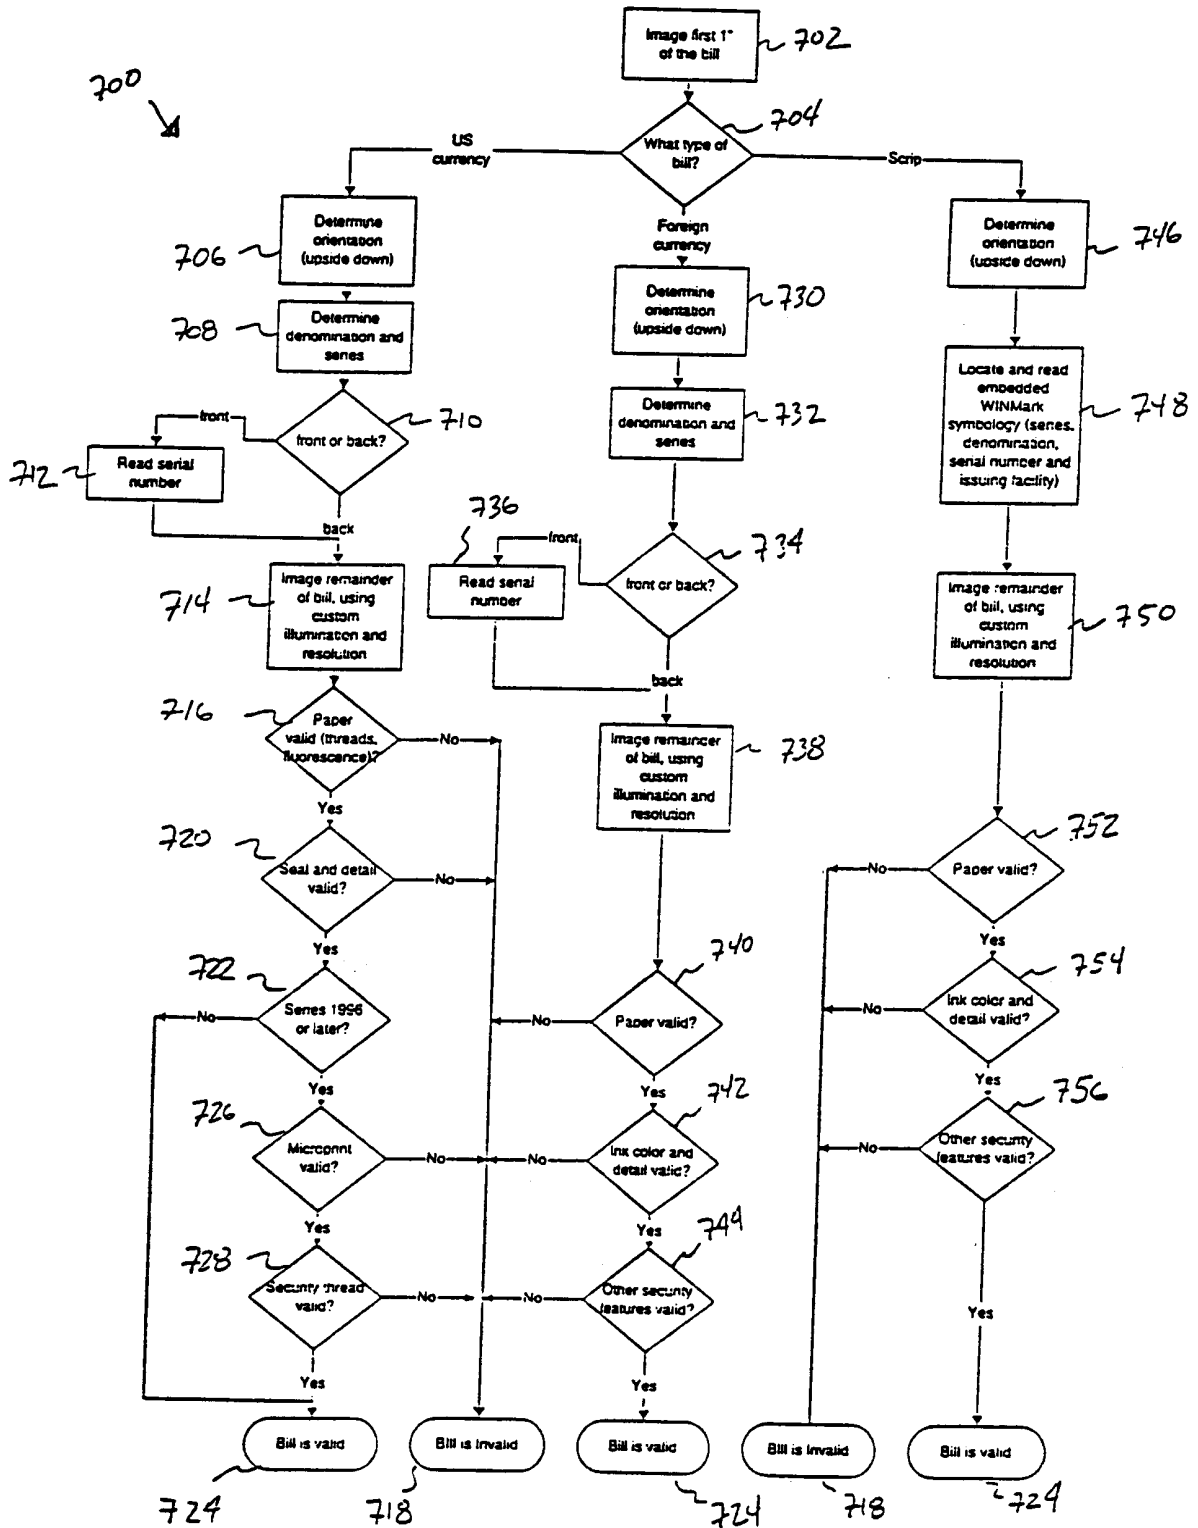 Image first 1"
of the bill
702
700
704
What type of
bill?
US
currency
Scrip
Foreign
currency
Determine
orientation
(upside down)
706
Determine
orientation
(upside down)
730
Determine
orientation
(upside down)
746
Determine
denomination and
series
708
Determine
denomination and
series
732
Locate and read
embedded
WINMark
symbology (series,
denomination,
serial number and
issuing facility)
748
front or back?
710
front
Read serial
number
712
back
736
front
Read serial
number
front or back?
734
back
Image remainder
of bill, using
custom
illumination and
resolution
714
Image remainder
of bill, using
custom
illumination and
resolution
750
716
Paper
valid (threads,
fluorescence)?
No
Yes
Image remainder
of bill, using
custom
illumination and
resolution
738
720
Seal and detail
valid?
No
Yes
752
Paper valid?
No
Yes
722
Series 1996
or later?
No
Yes
740
Paper valid?
No
Yes
754
Ink color and
detail valid?
No
Yes
726
Microprint
valid?
No
Yes
742
Ink color and
detail valid?
No
Yes
756
Other security
features valid?
No
Yes
728
Security thread
valid?
No
Yes
744
Other security
features valid?
No
Yes
Bill is valid
Bill is Invalid
Bill is valid
Bill is Invalid
Bill is valid
724
718
724
718
724